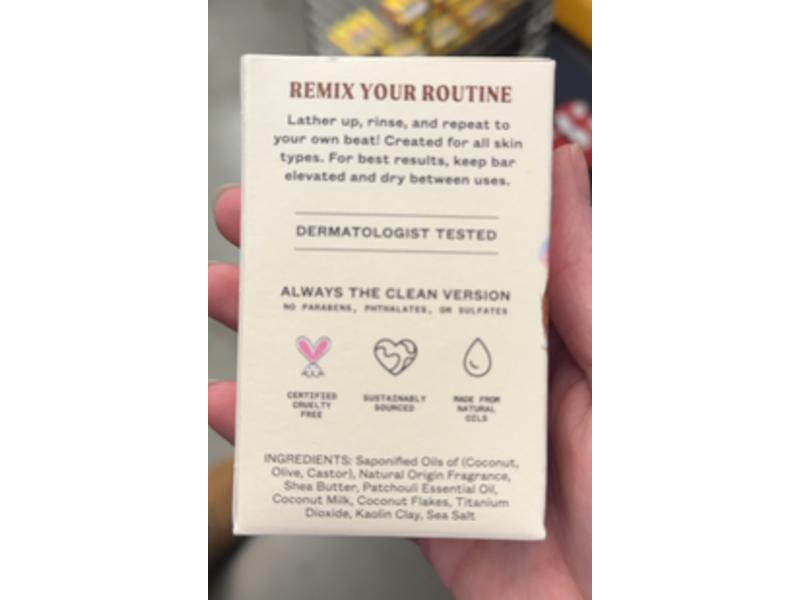 REMIX YOUR ROUTINE
Lather up, rinse, and repeat to
your own beat! Created for all skin
types. For best results, keep bar
elevated and dry between uses.
DERMATOLOGIST TESTED
ALWAYS THE CLEAN VERSION
NO PARABENS, PHTHALATES, OR SULFATES
CERTIFIED
CRUELTY
FREE
SUSTAINABLY
SOURCED
MADE FROM
NATURAL
OILS
INGREDIENTS: Saponified Oils of (Coconut,
Olive, Castor), Natural Origin Fragrance,
Shea Butter, Patchouli Essential Oil,
Coconut Milk, Coconut Flakes, Titanium
Dioxide, Kaolin Clay, Sea Salt